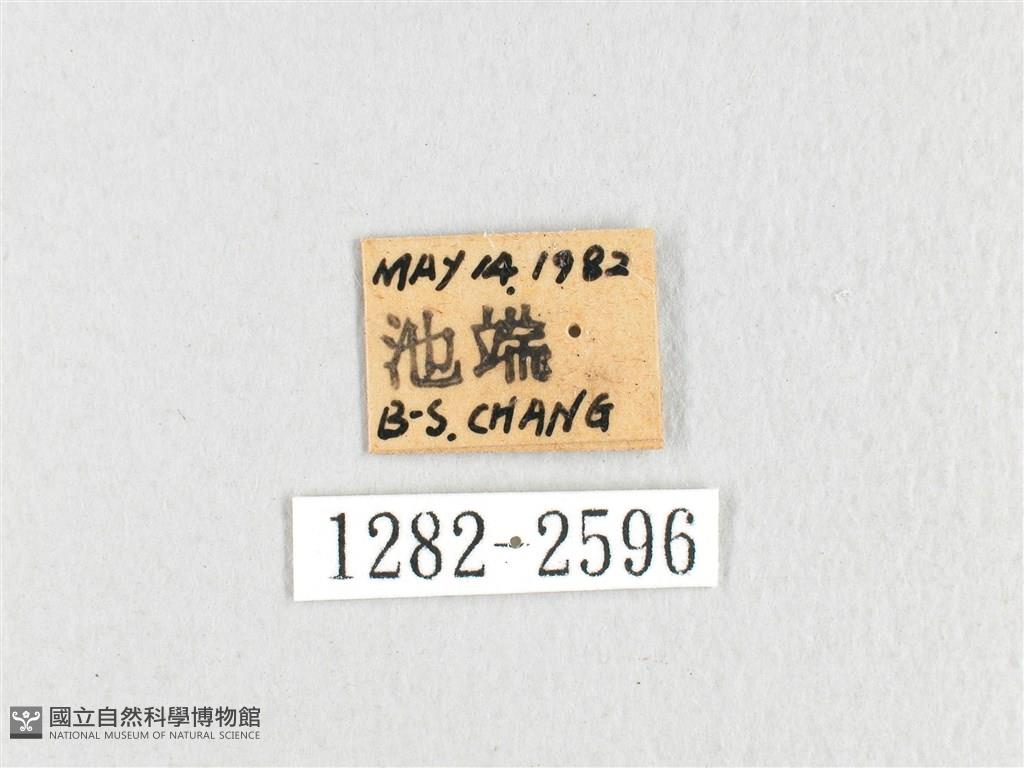 MAY 14. 1982
池端
B-S. CHANG
1282-2596
國立自然科學博物館
NATIONAL MUSEUM OF NATURAL SCIENCE